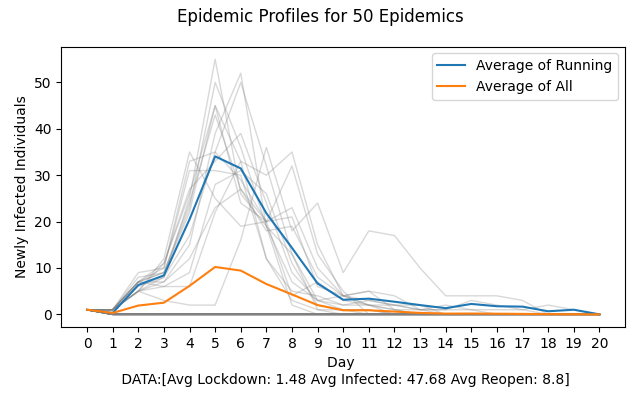 Epidemic Profiles for 50 Epidemics
Average of Running
Average of All
Newly Infected Individuals
50
40
30
20
10
0
0 1 2 3 4 5 6 7 8 9 10 11 12 13 14 15 16 17 18 19 20
Day
DATA:[Avg Lockdown: 1.48 Avg Infected: 47.68 Avg Reopen: 8.8]